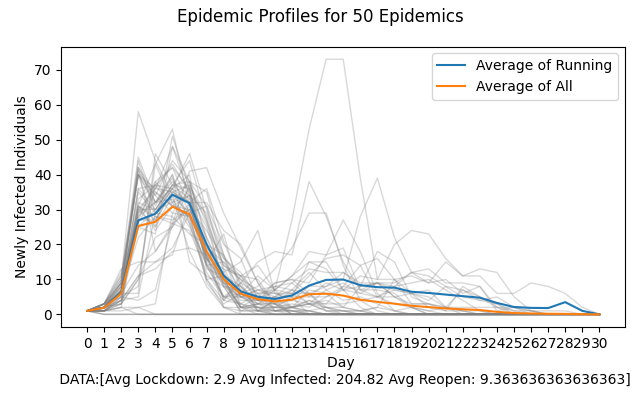 Epidemic Profiles for 50 Epidemics
Average of Running
Average of All
Newly Infected Individuals
70
60
50
40
30
20
10
0
0 1 2 3 4 5 6 7 8 9 10 11 12 13 14 15 16 17 18 19 20 21 22 23 24 25 26 27 28 29 30
Day
DATA:[Avg Lockdown: 2.9 Avg Infected: 204.82 Avg Reopen: 9.363636363636363]